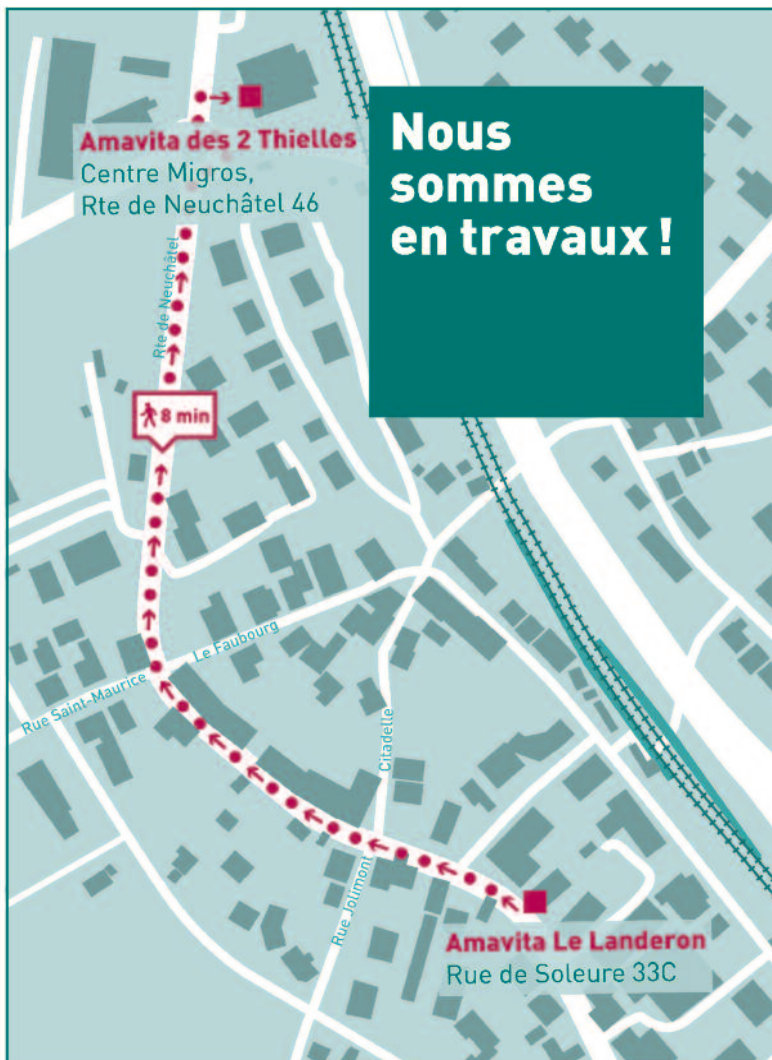 Amavita des 2 Thielles
Centre Migros,
Rte de Neuchâtel 46
Nous
sommes
en travaux !
Rte de Neuchâtel
8 min
Le Faubourg
Rue Saint-Maurice
Citadelle
Rue Jolimont
Amavita Le Landeron
Rue de Soleure 33C